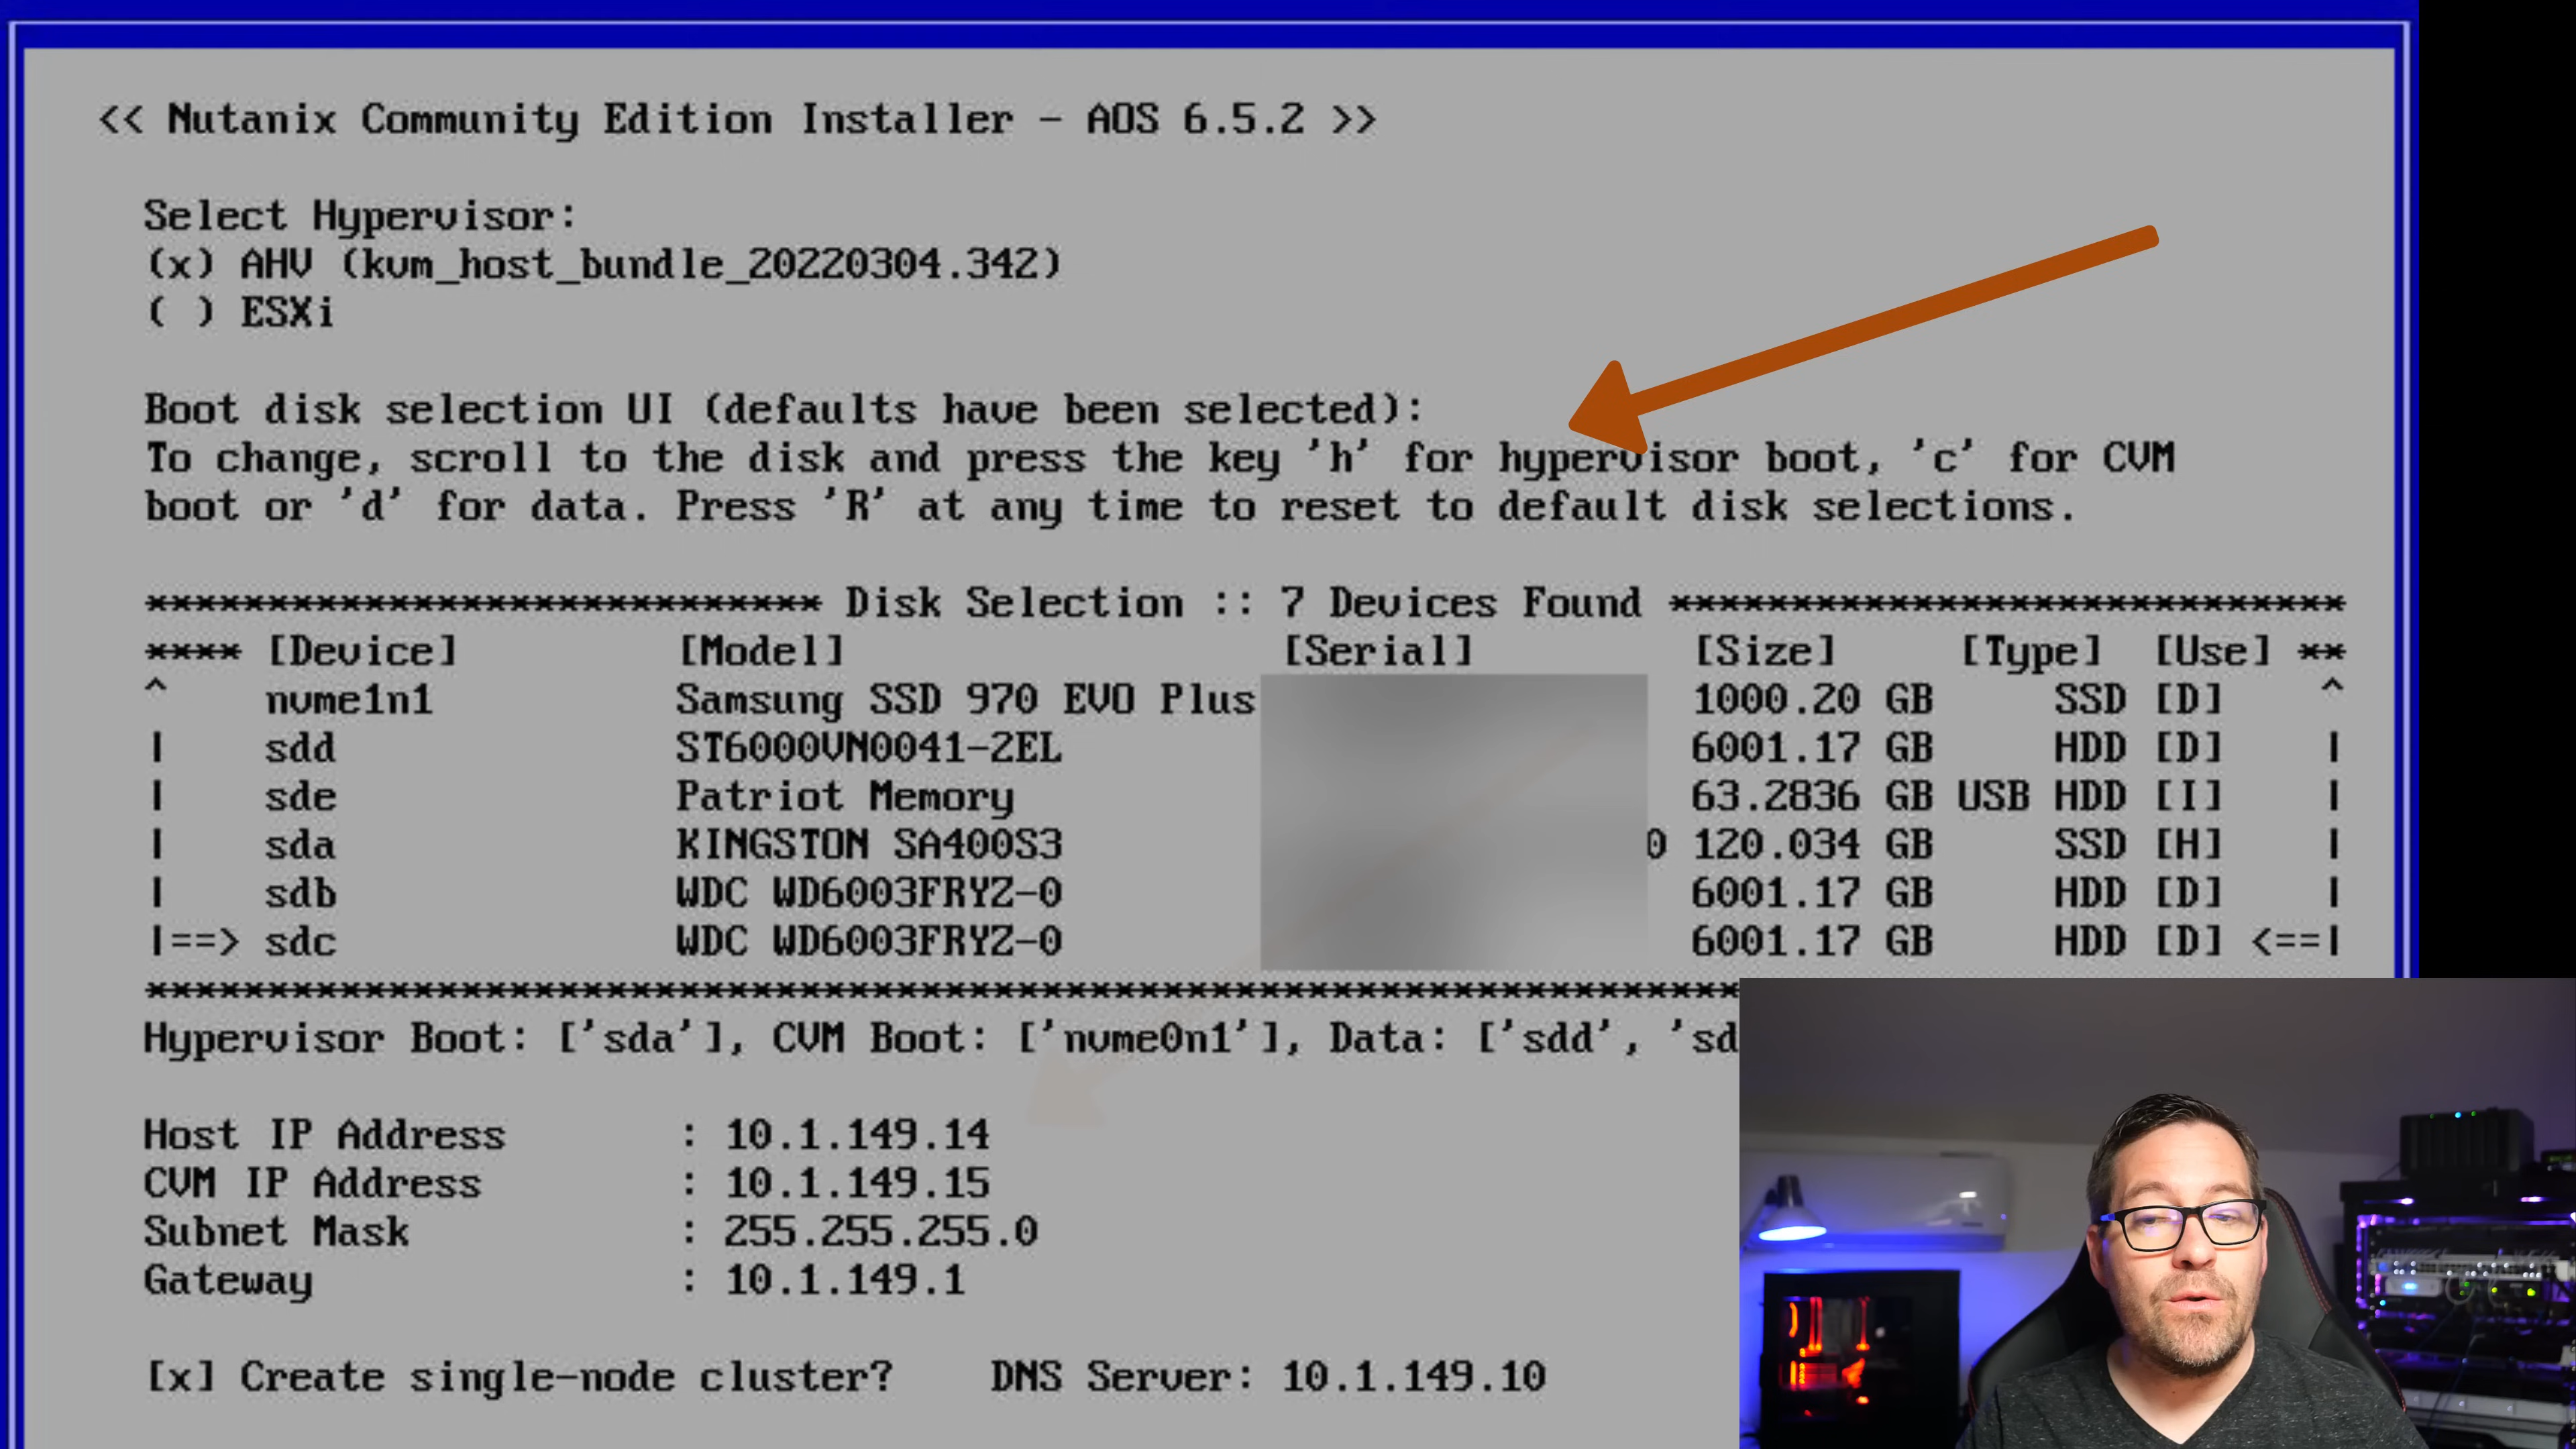 << Nutanix Community Edition Installer - AOS 6.5.2 >>
Select Hypervisor:
(x) AHV (kvm_host_bundle_20220304.342)
( ) ESXi
Boot disk selection UI (defaults have been selected):
To change, scroll to the disk and press the key 'h' for hypervisor boot, 'c' for CVM
boot or 'd' for data. Press 'R' at any time to reset to default disk selections.
**************************** Disk Selection :: 7 Devices Found ****************************
**** [Device] [Model] [Serial] [Size] [Type] [Use] **
^ nvme1n1 Samsung SSD 970 EVO Plus 1000.20 GB SSD [D] ^
| sdd ST6000VN0041-2EL 6001.17 GB HDD [D] |
| sde Patriot Memory 63.2836 GB USB HDD [I] |
| sda KINGSTON SA400S3 0 120.034 GB SSD [H] |
| sdb WDC WD6003FRYZ-0 6001.17 GB HDD [D] |
|==> sdc WDC WD6003FRYZ-0 6001.17 GB HDD [D] <==|
******************************************************************
Hypervisor Boot: ['sda'], CVM Boot: ['nvme0n1'], Data: ['sdd', 'sd
Host IP Address : 10.1.149.14
CVM IP Address : 10.1.149.15
Subnet Mask : 255.255.255.0
Gateway : 10.1.149.1
[x] Create single-node cluster? DNS Server: 10.1.149.10